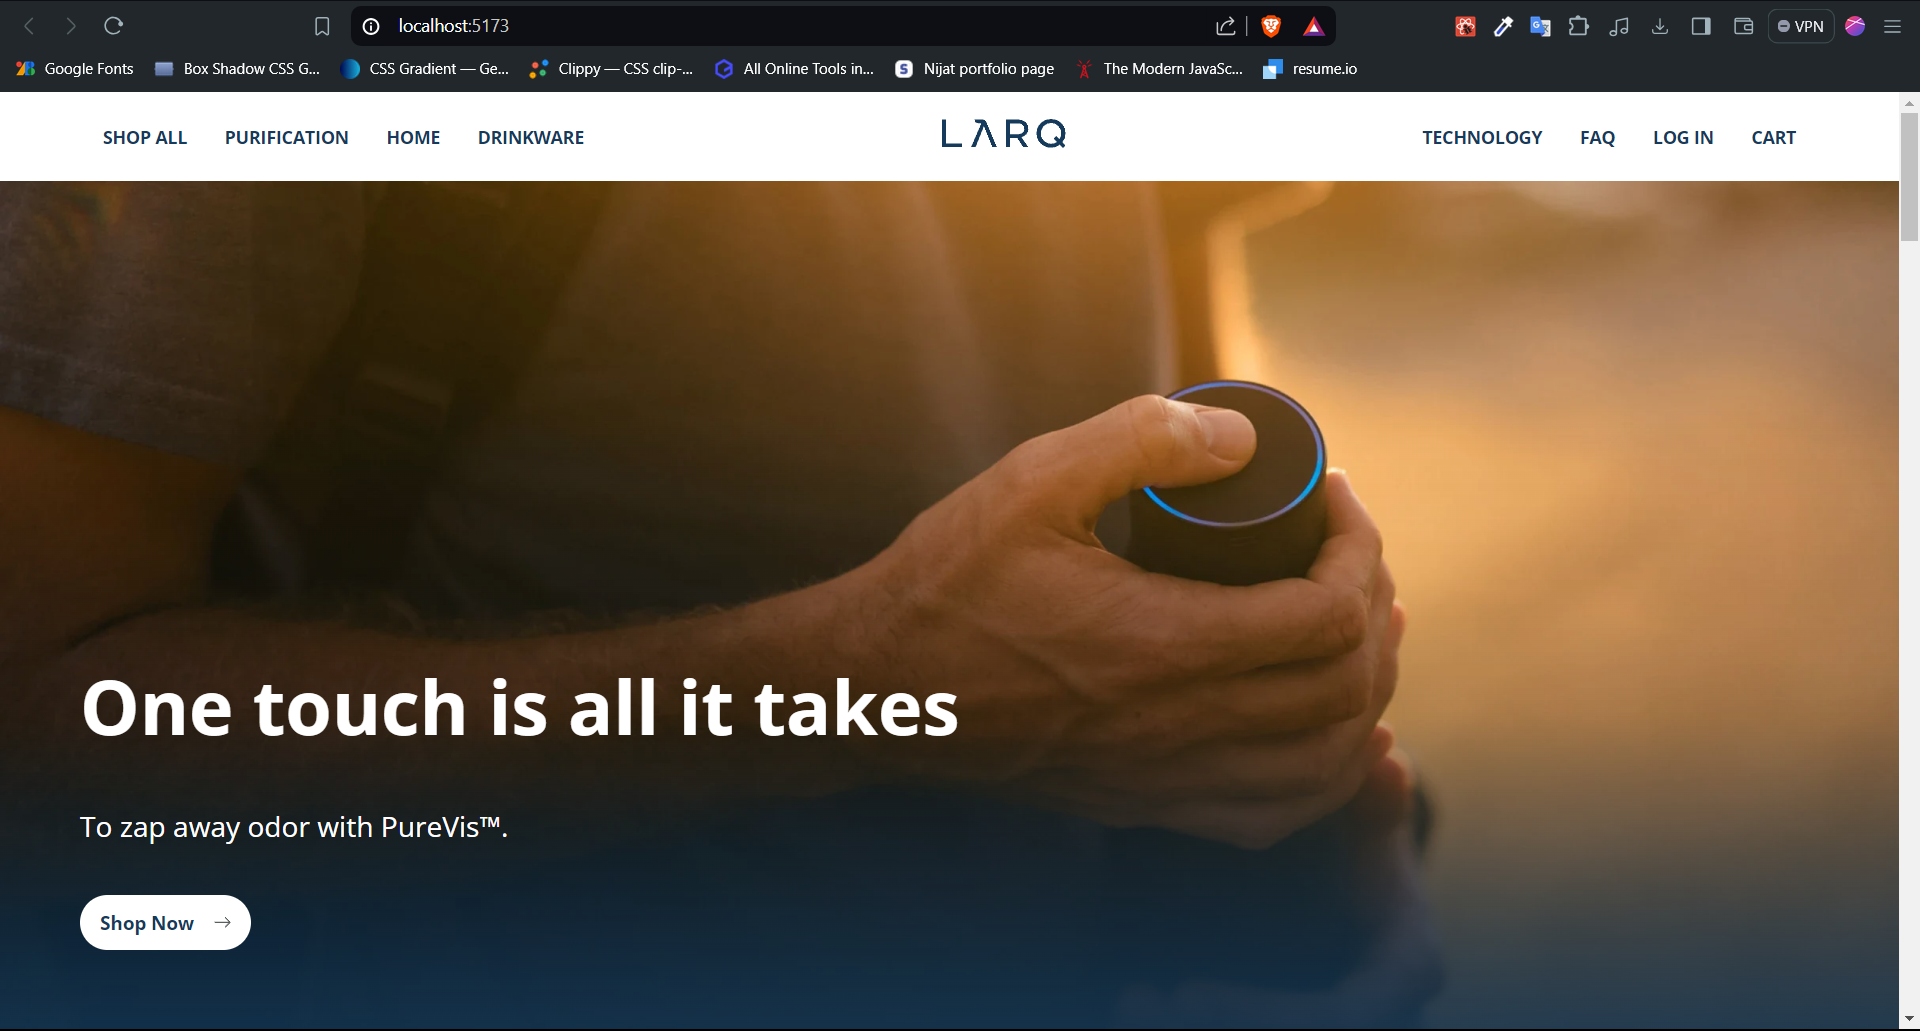 localhost:5173
VPN
Google Fonts
Box Shadow CSS G...
CSS Gradient — Ge...
Clippy — CSS clip-...
All Online Tools in...
S
Nijat portfolio page
The Modern JavaSc...
resume.io
SHOP ALL
PURIFICATION
HOME
DRINKWARE
LARQ
TECHNOLOGY
FAQ
LOG IN
CART
One touch is all it takes
To zap away odor with PureVis™.
Shop Now